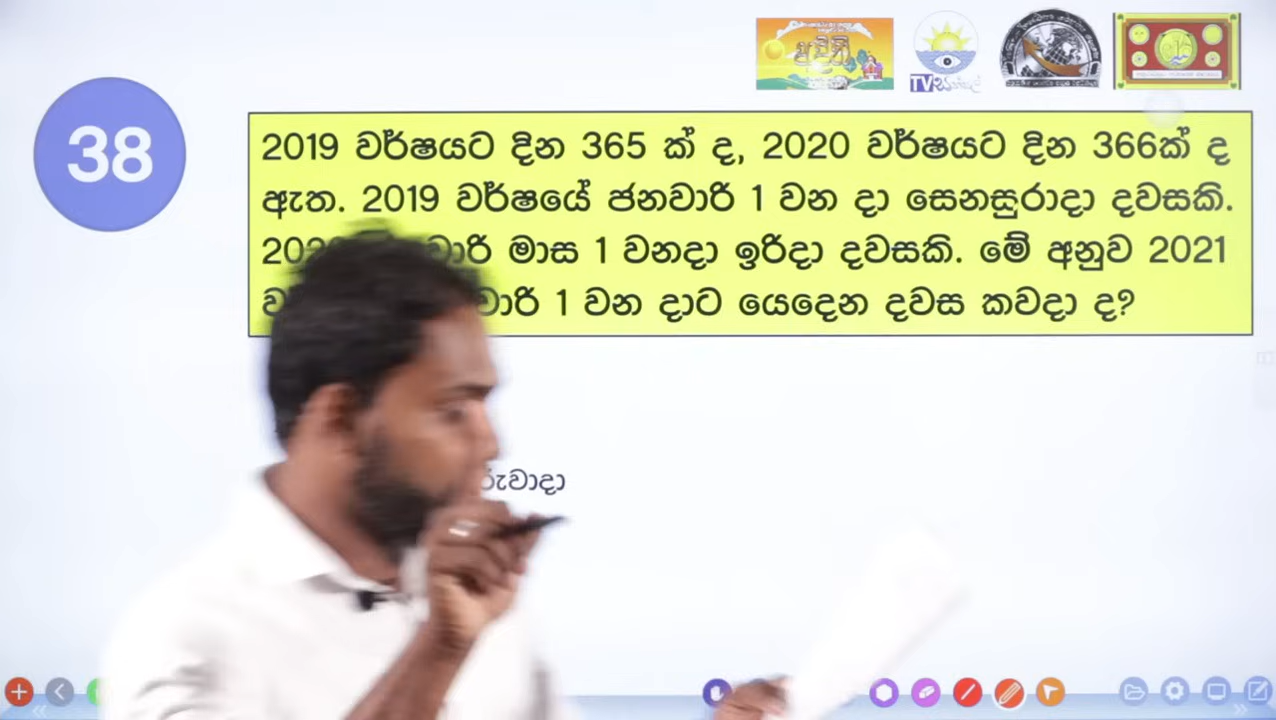 38
2019 වර්ෂයට දින 365 ක් ද, 2020 වර්ෂයට දින 366ක් ද
ඇත. 2019 වර්ෂයේ ජනවාරි 1 වන දා සෙනසුරාදා දවසකි.
මාස 1 වනදා ඉරිදා දවසකි. මේ අනුව 2021
1 වන දාට යෙදෙන දවස කවදා ද?
TV